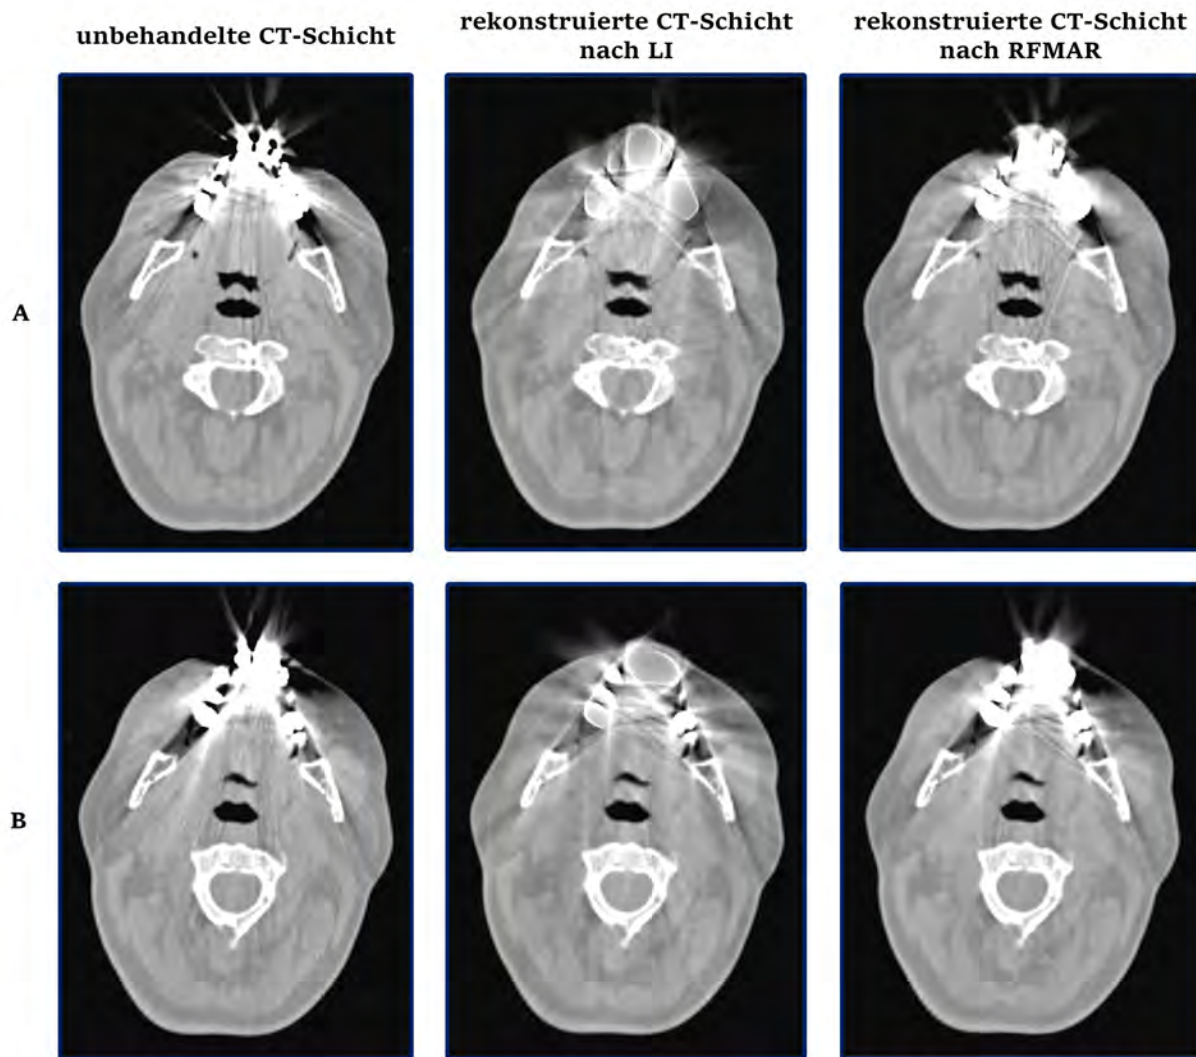 unbehandelte CT-Schicht
rekonstruierte CT-Schicht
nach LI
rekonstruierte CT-Schicht
nach RFMAR
A
B